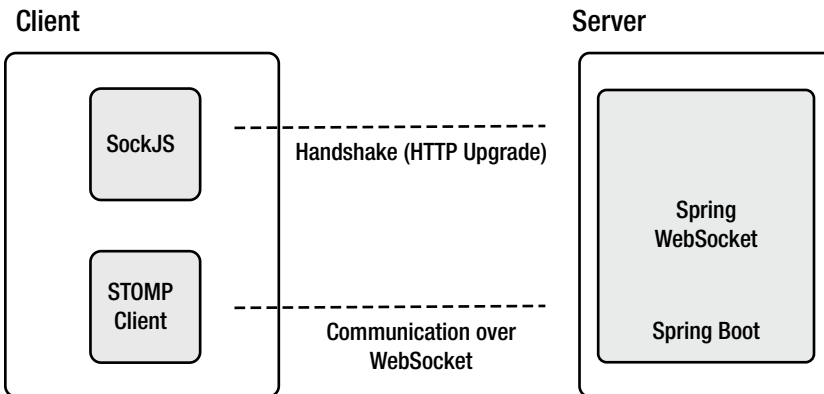 Client
Server
SockJS
Handshake (HTTP Upgrade)
Spring
WebSocket
STOMP
Client
Communication over
WebSocket
Spring Boot